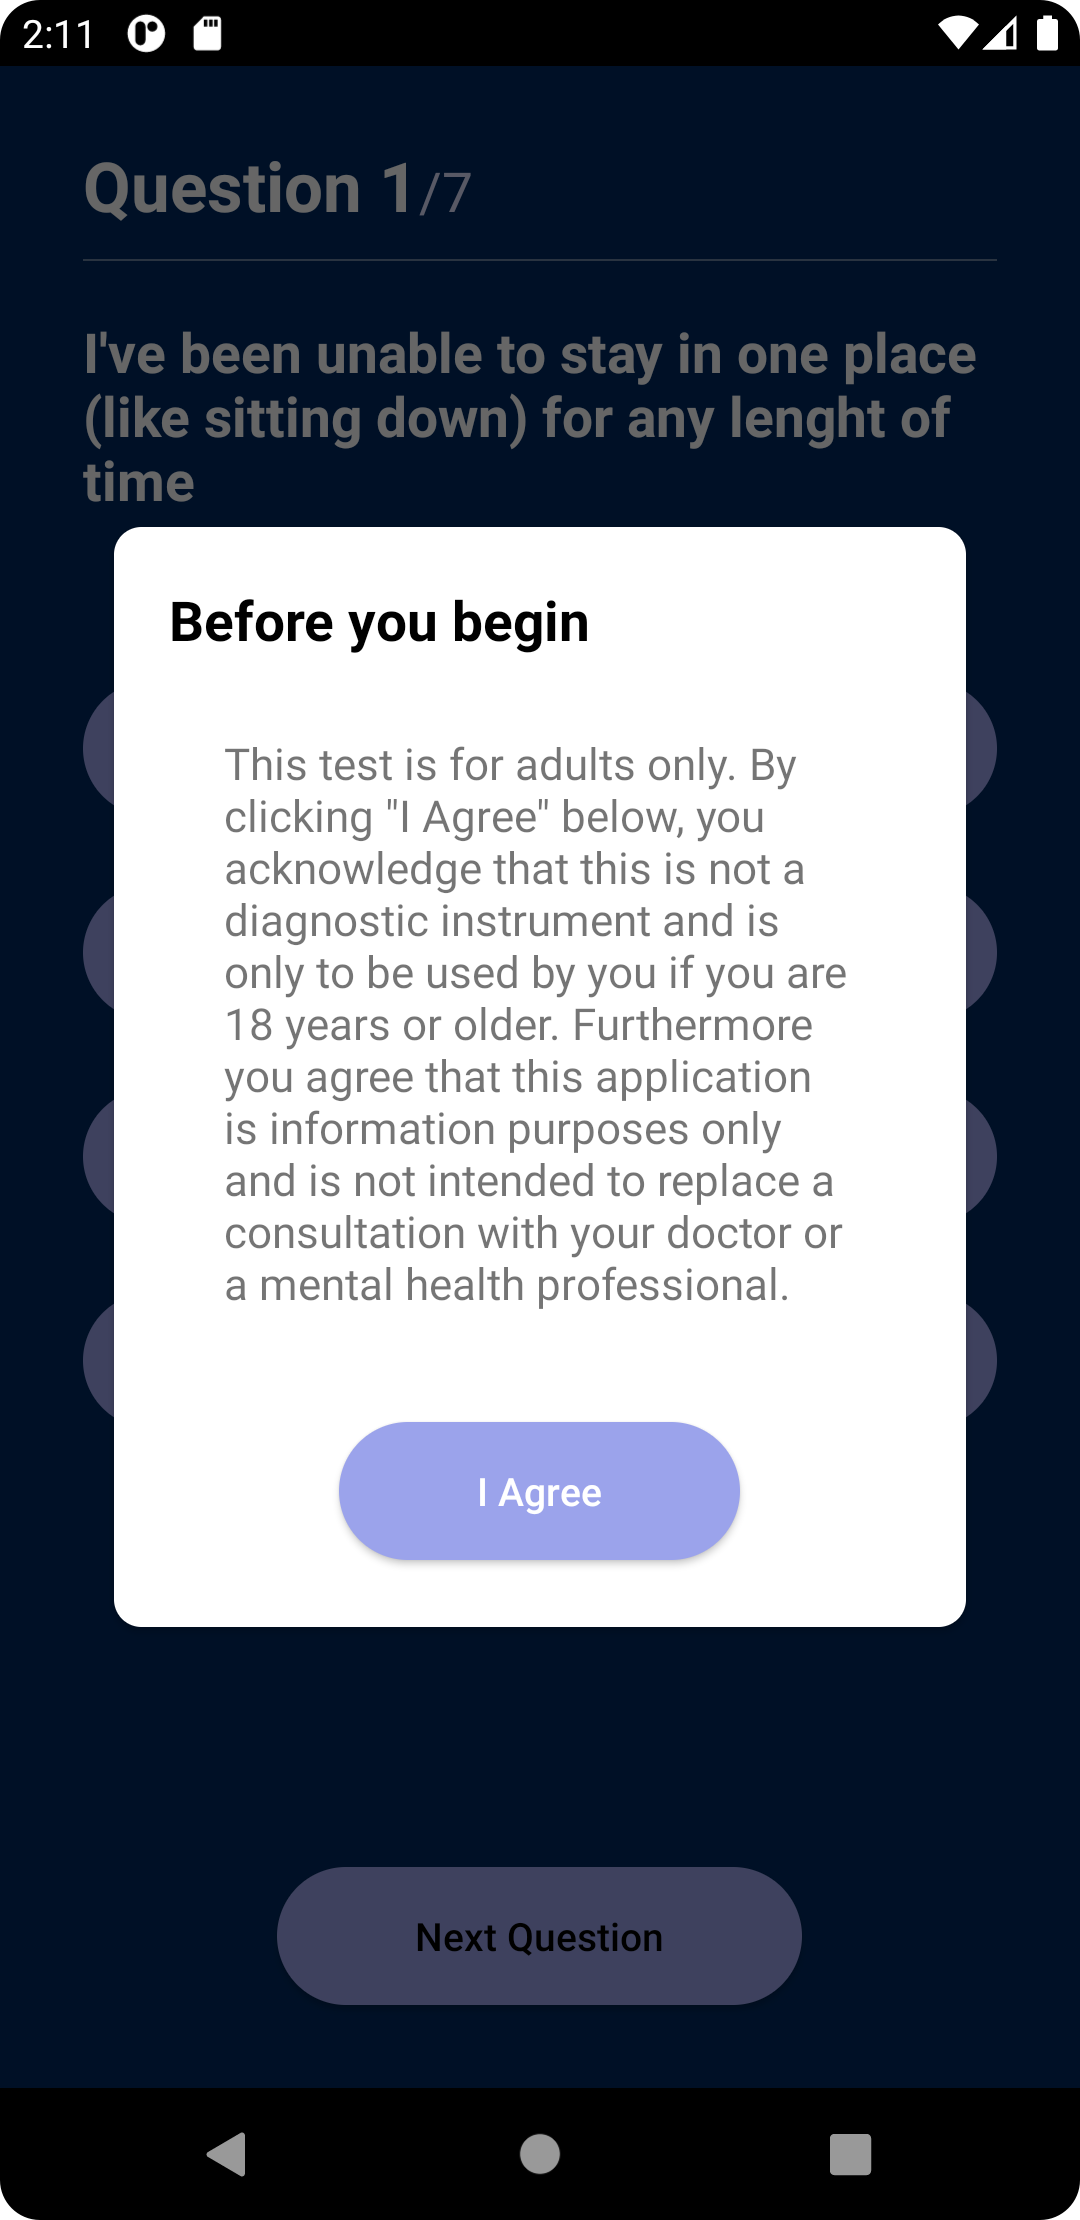 2:11
Question 1/7
I've been unable to stay in one place
(like sitting down) for any lenght of
time
Before you begin
This test is for adults only. By
clicking "I Agree" below, you
acknowledge that this is not a
diagnostic instrument and is
only to be used by you if you are
18 years or older. Furthermore
you agree that this application
is information purposes only
and is not intended to replace a
consultation with your doctor or
a mental health professional.
I Agree
Next Question